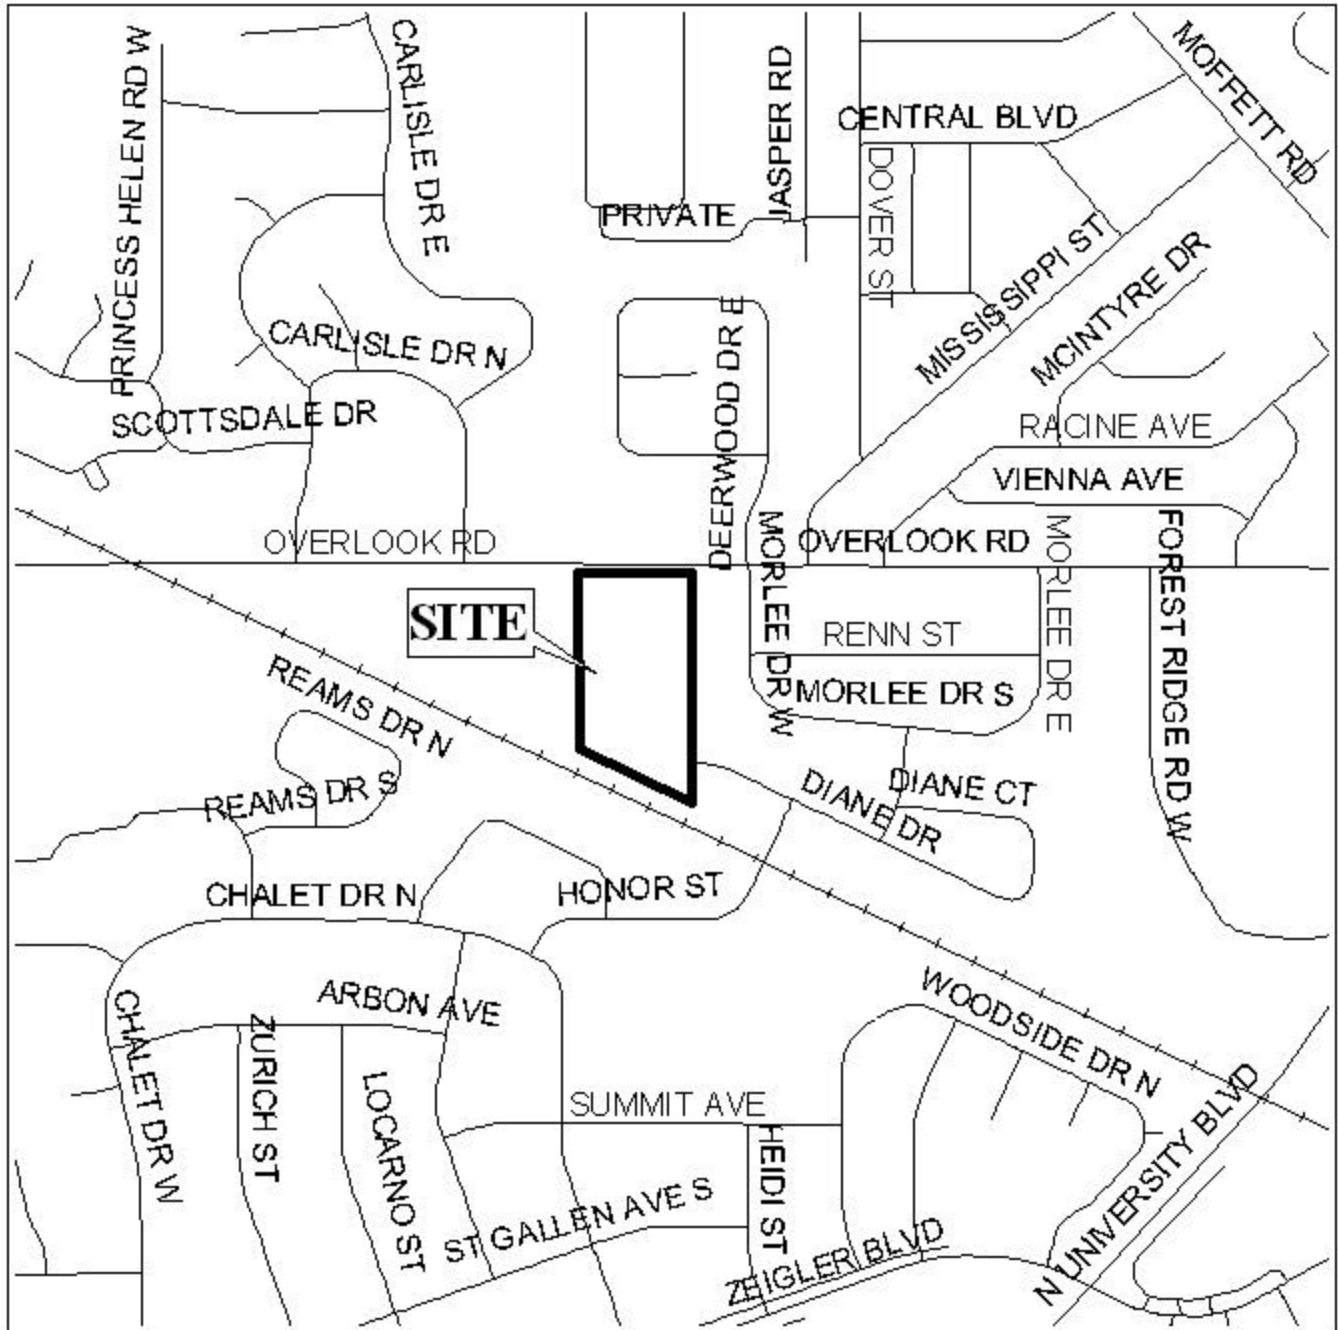 PRINCESS HELEN RD W
CARLISLE DR E
JASPER RD
MOFFETT RD
CENTRAL BLVD
DOVER ST
PRIVATE
MISSISSIPPI ST
MCINTYRE DR
CARLISLE DR N
DEERWOOD DR E
SCOTTSDALE DR
RACINE AVE
VIENNA AVE
OVERLOOK RD
MORLEE DR W
OVERLOOK RD
MORLEE DR E
FOREST RIDGE RD W
SITE
RENN ST
REAMS DR N
MORLEE DR S
REAMS DR S
DIANE CT
DIANE DR
CHALET DR N
HONOR ST
ARBON AVE
WOODSIDE DR N
CHALET DR W
ZURICH ST
LOCARNO ST
SUMMIT AVE
HEIDI ST
N UNIVERSITY BLVD
ST GALLEN AVE S
ZEIGLER BLVD